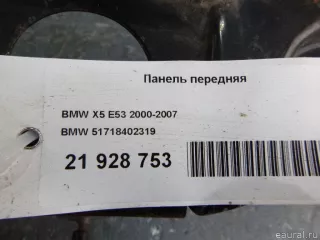 Панель передняя
BMW X5 E53 2000-2007
BMW 51718402319
21 928 753
eaural.ru